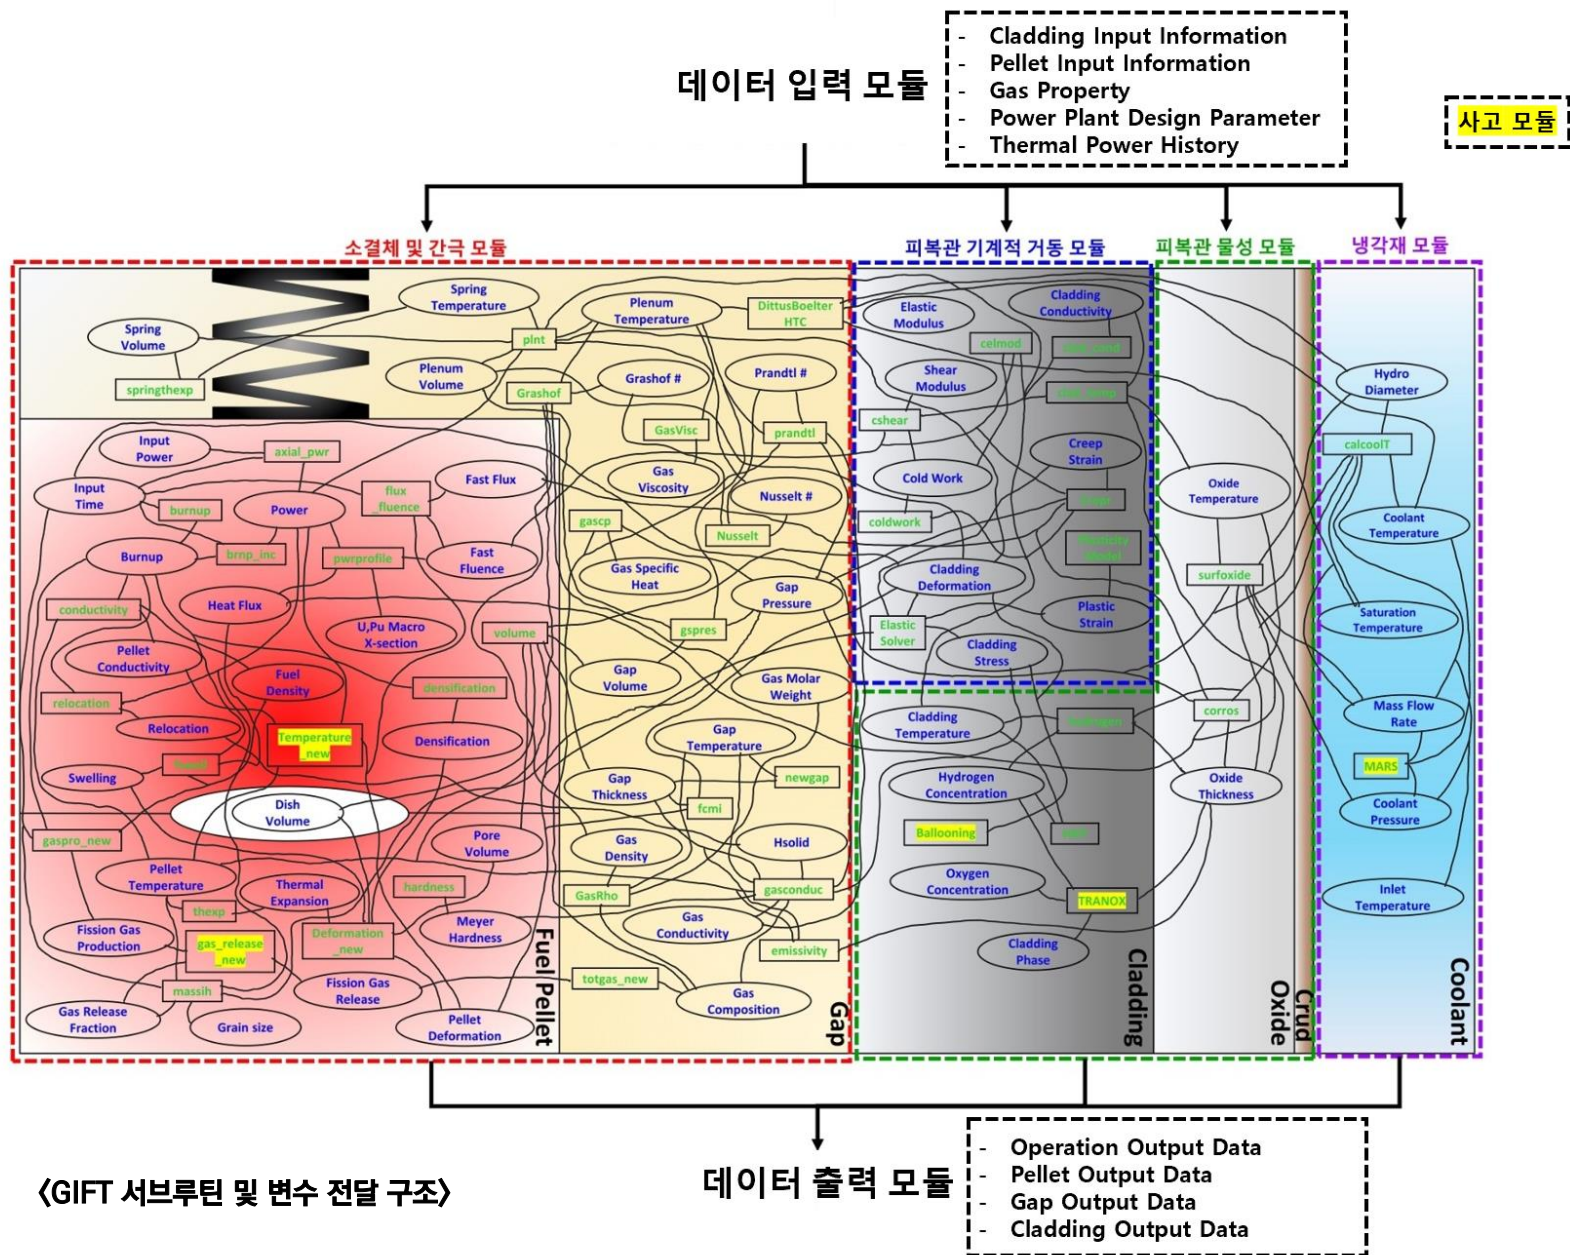 데이터 입력 모듈
- Cladding Input Information
- Pellet Input Information
- Gas Property
- Power Plant Design Parameter
- Thermal Power History
사고 모듈
소결체 및 간극 모듈
피복관 기계적 거동 모듈
피복관 물성 모듈
냉각재 모듈
Spring
Temperature
Spring
Volume
springthexp
plnt
Plenum
Temperature
DittusBoelter
HTC
Plenum
Volume
Grashof
Grashof #
Prandtl #
GasVisc
prandtl
Input
Power
axial_pwr
Input
Time
burnup
Power
flux
_fluence
Fast Flux
Burnup
brnp_inc
pwrprofile
Fast
Fluence
conductivity
Heat Flux
U,Pu Macro
X-section
volume
Pellet
Conductivity
Fuel
Density
densification
relocation
Relocation
Temperature
_new
Densification
Swelling
Dish
Volume
gaspro_new
Pore
Volume
Pellet
Temperature
Thermal
Expansion
hardness
thexp
Fission Gas
Production
gas_release
_new
Deformation
_new
Meyer
Hardness
massih
Fission Gas
Release
Gas Release
Fraction
Grain size
Pellet
Deformation
Fuel Pellet
Gas
Viscosity
Nusselt #
gascp
Nusselt
Gas Specific
Heat
Gap
Pressure
gspres
Gap
Volume
Gas Molar
Weight
Gap
Temperature
Gap
Thickness
newgap
fcmi
Gas
Density
Hsolid
GasRho
gasconduc
Gas
Conductivity
emissivity
totgas_new
Gas
Composition
Gap
Elastic
Modulus
Cladding
Conductivity
celmod
Shear
Modulus
cshear
Creep
Strain
Cold Work
coldwork
Cladding
Deformation
Elastic
Solver
Plastic
Strain
Cladding
Stress
Cladding
Temperature
Hydrogen
Concentration
Ballooning
Oxygen
Concentration
TRANOX
Cladding
Phase
Cladding
Oxide
Temperature
surfoxide
corros
Oxide
Thickness
Oxide
Crud
Hydro
Diameter
calcoolT
Coolant
Temperature
Saturation
Temperature
Mass Flow
Rate
MARS
Coolant
Pressure
Inlet
Temperature
Coolant
데이터 출력 모듈
- Operation Output Data
- Pellet Output Data
- Gap Output Data
- Cladding Output Data
〈GIFT 서브루틴 및 변수 전달 구조〉